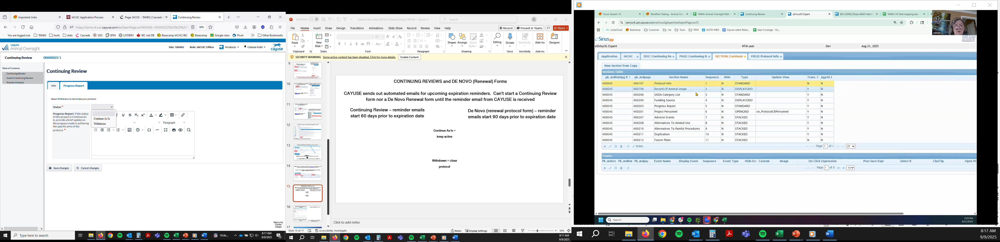 Important Links
IACUC Application Process
Page: IACUC - TAMIU | Cascade C
Continuing Review
https://tamiur4.uat.cayuse.com/esOpenPage.wc?400045~00000022%20%20%20%
80%
You are logged out.
TAMIU
tools
stats
Cascade
SSO
SPIN
LISTSERV
IBC risk DB
Basecamp IACUC/IBC
Basecamp
Google class
Pivot
Other Bookmarks
cayuse
Animal Oversight
Site: TAMIU
Role: IACUC Office
Products
Celeste Kidd
cayuse
Continuing Review
00000022 1
Table of Contents
Continuing Review
Submit Continuing Review
Preview Protocol
Continuing Review
Info
Progress Report
Select Withdrawn to terminate your protocol.
Status *
Continue As Is
Withdrawn
Progress Report. If the status
of this project is Continue As
Is, provide a brief update on
the progress made in achieving
the specific aims of the
protocol. *
Paragraph
Save changes
Cancel changes
Resource
Center
badge
Type here to search
Vide...
8:17 AM
9/9/2025
AutoSave
On
Submit Your Next IACUC Protocol Using CAYUSE • Saved
Search
File
Home
Insert
Draw
Design
Transitions
Animations
Slide Show
Record
Review
View
Help
Record
Present in Teams
Share
Paste
New
Slide
18
Shapes
Arrange
Quick
Styles
Editing
Dictate
Sensitivity
Add-ins
Designer
Clipboard
Slides
Font
Paragraph
Drawing
Voice
Sensitivity
Add-ins
SECURITY WARNING Some active content has been disabled. Click for more details.
Enable Content
9
10
11
12
13
14
15
16
17
CONTINUING REVIEWS and DE NOVO (Renewal) Forms
CAYUSE sends out automated emails for upcoming expiration reminders. Can't start a Continuing Review
form nor a De Novo Renewal form until the reminder email from CAYUSE is received
Continuing Review – reminder emails
start 60 days prior to expiration date
De Novo (renewal protocol form) – reminder
emails start 90 days prior to expiration date
Continue As Is =
keep active
Withdrawn = close
protocol
Click to add notes
Slide 15 of 17
Accessibility: Investigate
Notes
Display Settings
54%
8:17 AM
9/9/2025
Focus Session 13
Workflow Testing - Animal Ove
TAMIU Animal Oversight field
Continuing Review
eSirius3G Expert
[R4-22993] [Texas A&M Interna
TAMIU HS field mapping.xlsx -
tamiur4.uat.cayuse.com/eSirius3gExpert/exExpertPage.wc?2
JumpCloud
Basecamp
Customer
Jira
Tools
RRM
AUTM-MBO
Cayuse Latest Relea...
Sept Coverage - Go...
cekidd
eSirius3G
NTM
eSirius3G Expert
NTM user
Dev
Aug 21, 2025
Application
IACUC
DOC: Continuing Re
PAGE: Continuing R
SECTION: Continuin
FIELD: Protocol Info
New Section from Copy
Sections Table
pk_mdhtmlpg R pk_mdpage Section Name Sequence Hide Type Update View Trans. C Jqgrid_H
400045 400197 Protocol Info 1 N STANDARD N N
400045 400198 Record Of Animal Usage 2 N DISPLAYGRID Y N
400045 400206 USDA Category List 3 N STANDARD Y N
400045 400200 Funding Source 4 N DISPLAYGRID Y N
400045 400203 Progress Report 5 N STANDARD Y N
400045 400201 Project Personnel 6 N OPENGRID vw_ProtocolCRPersonnel Y N
400045 400207 Adverse Events 7 N STACKED Y N
400045 400208 Alternatives To Animal Use 8 N STACKED Y N
400045 400210 Alternatives To Painful Procedures 9 N STACKED Y N
400045 400211 Duplication 10 N STACKED Y N
400045 400212 Future Plans 11 N STACKED N N
Rules
Page 1 of 1
25
Events
Pk_mdsct Pk_mdhtn Pk_mdpag Event Name Display Event Sequence Event Type Hide Eve Custom Image On Click Expression Post Save Expr Select R ClueTip Open Pa
Page 1 of 0
10
Search
2:03 PM
8/21/2025
8:17 AM
9/9/2025